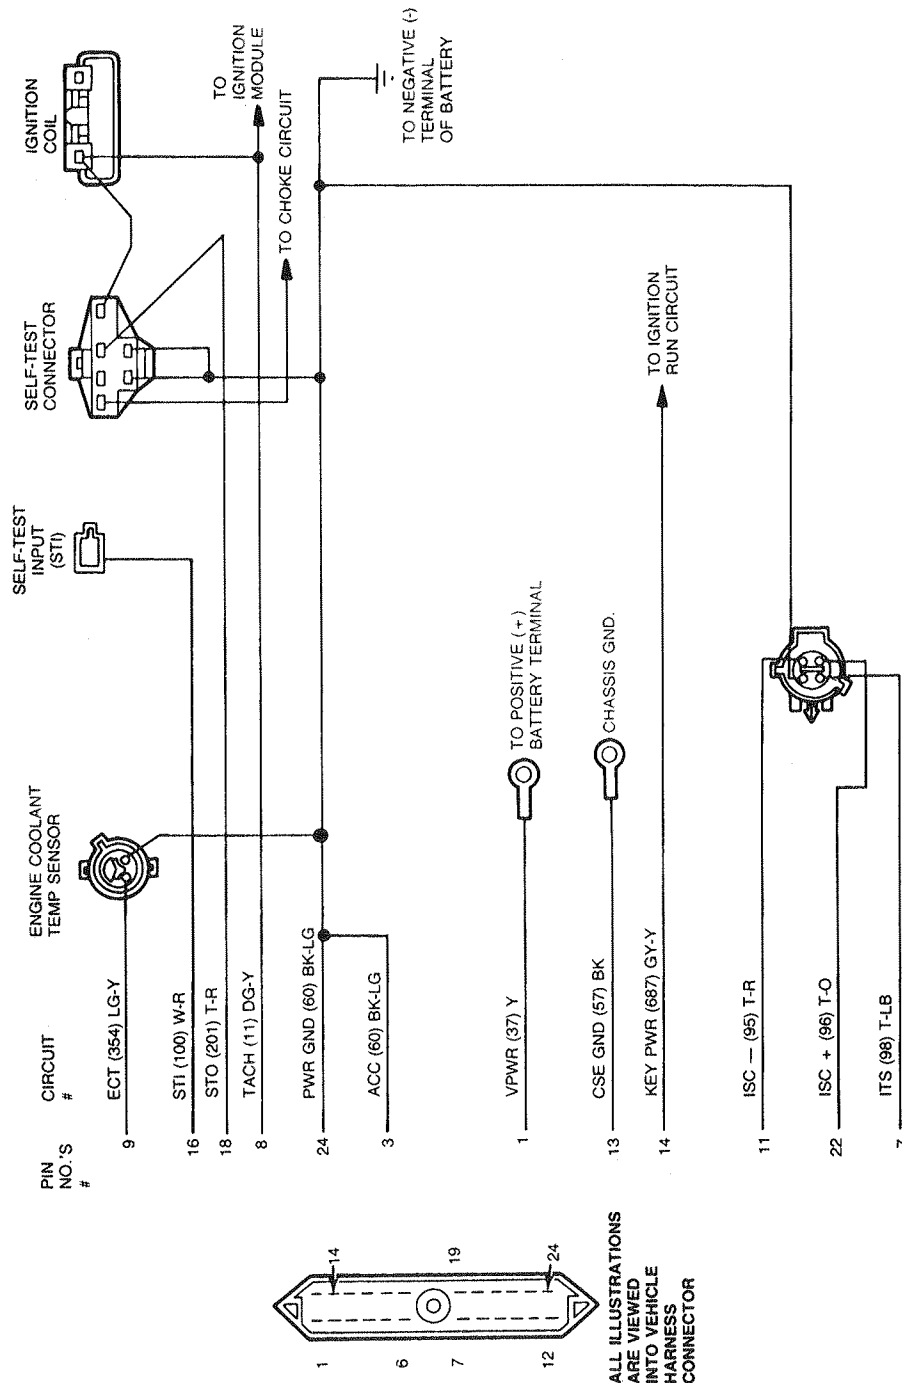 PIN
NO.'S
#
CIRCUIT
#
ENGINE COOLANT
TEMP SENSOR
SELF-TEST
INPUT
(STI)
SELF-TEST
CONNECTOR
IGNITION
COIL
9
ECT (354) LG-Y
16
STI (100) W-R
18
STO (201) T-R
8
TACH (11) DG-Y
TO
IGNITION
MODULE
TO CHOKE CIRCUIT
24
PWR GND (60) BK-LG
TO NEGATIVE (-)
TERMINAL
OF BATTERY
3
ACC (60) BK-LG
1
VPWR (37) Y
TO POSITIVE (+)
BATTERY TERMINAL
13
CSE GND (57) BK
CHASSIS GND.
14
KEY PWR (687) GY-Y
TO IGNITION
RUN CIRCUIT
11
ISC — (95) T-R
22
ISC + (96) T-O
7
ITS (98) T-LB
14
19
24
1
6
7
12
ALL ILLUSTRATIONS
ARE VIEWED
INTO VEHICLE
HARNESS
CONNECTOR